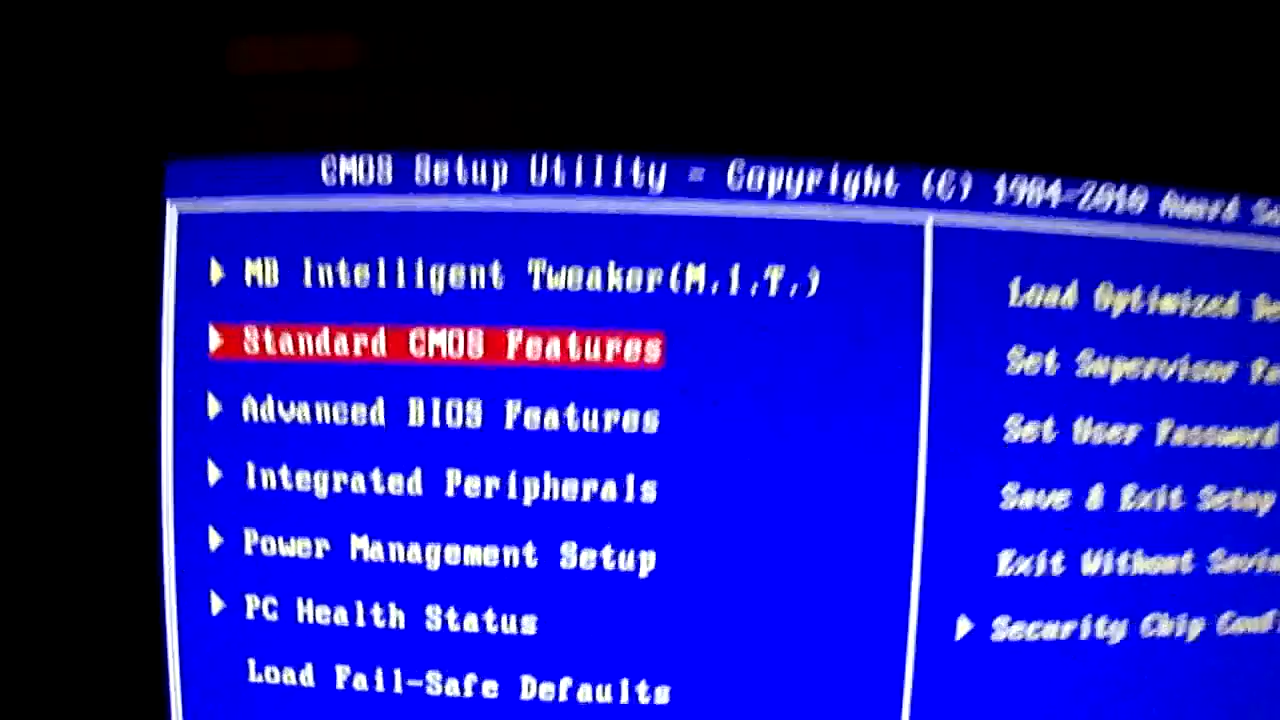 CMOS Setup Utility - Copyright (C) 1984-2010 Award
MB Intelligent Tweaker(M.I.T.)
Standard CMOS Features
Advanced BIOS Features
Integrated Peripherals
Power Management Setup
PC Health Status
Load Fail-Safe Defaults
Load Optimized
Set Supervisor
Set User Password
Save & Exit Setup
Exit Without
Security Chip